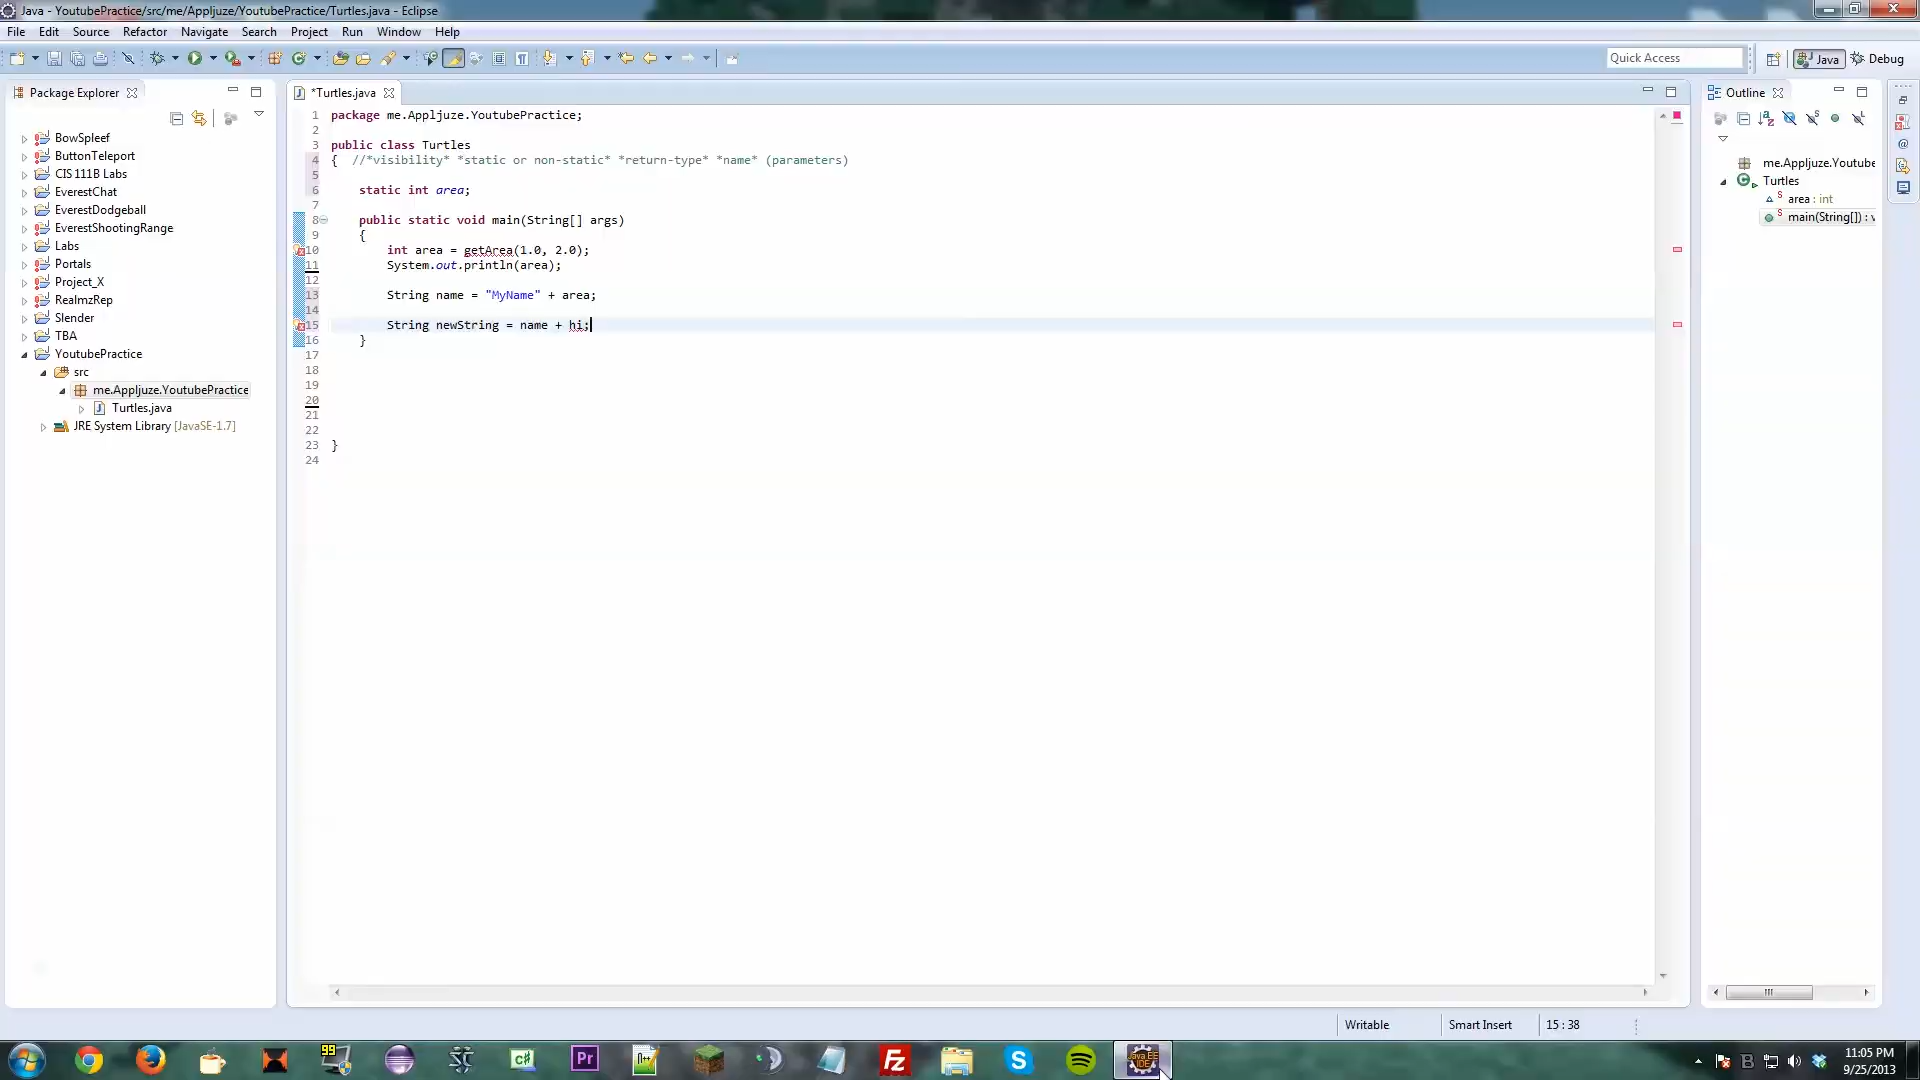 Java - YoutubePractice/src/me/Appljuze/YoutubePractice/Turtles.java - Eclipse
File Edit Source Refactor Navigate Search Project Run Window Help
Quick Access
Java
Debug
Package Explorer
BowSpleef
ButtonTeleport
CIS 111B Labs
EverestChat
EverestDodgeball
EverestShootingRange
Labs
Portals
Project_X
RealmzRep
Slender
TBA
YoutubePractice
src
me.Appljuze.YoutubePractice
Turtles.java
JRE System Library [JavaSE-1.7]
*Turtles.java
1 package me.Appljuze.YoutubePractice;
2
3 public class Turtles
4 { //*visibility* *static or non-static* *return-type* *name* (parameters)
5
6 static int area;
7
8 public static void main(String[] args)
9 {
10 int area = getArea(1.0, 2.0);
11 System.out.println(area);
12
13 String name = "MyName" + area;
14
15 String newString = name + hi;
16 }
17
18
19
20
21
22
23 }
24
Outline
me.Appljuze.Youtube
Turtles
area : int
main(String[]) : v
Writable
Smart Insert
15 : 38
99
C#
Pr
Fz
Java EE
IDE
11:05 PM
9/25/2013